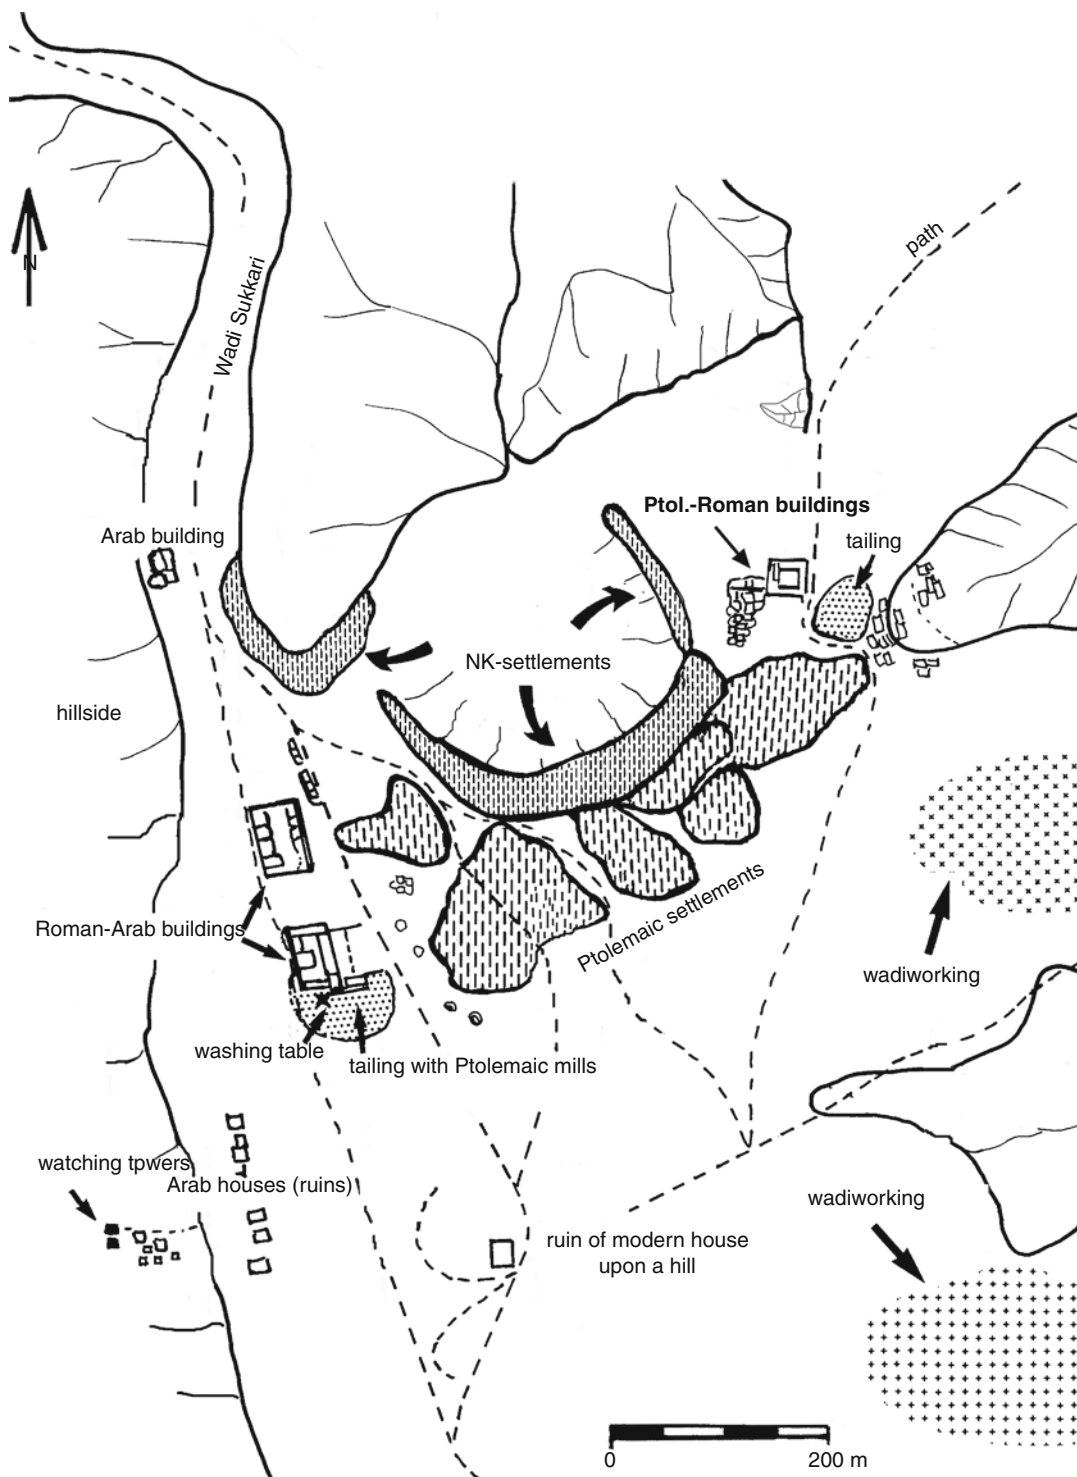 N
Wadi Sukkari
path
Arab building
Ptol.-Roman buildings
tailing
NK-settlements
hillside
Roman-Arab buildings
Ptolemaic settlements
wadiworking
washing table
tailing with Ptolemaic mills
watching tpwers
Arab houses (ruins)
wadiworking
ruin of modern house
upon a hill
0
200 m